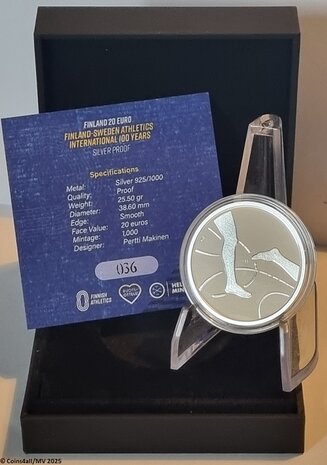 FINLAND 20 EURO
FINLAND-SWEDEN ATHLETICS
INTERNATIONAL 100 YEARS
SILVER PROOF
Specifications
Metal: Silver 925/1000
Quality: Proof
Weight: 25.50 gr
Diameter: 38.60 mm
Edge: Smooth
Face Value: 20 euros
Mintage: 1,000
Designer: Pertti Makinen
036
FINNISH
ATHLETICS
© Coins4all/MV 2025